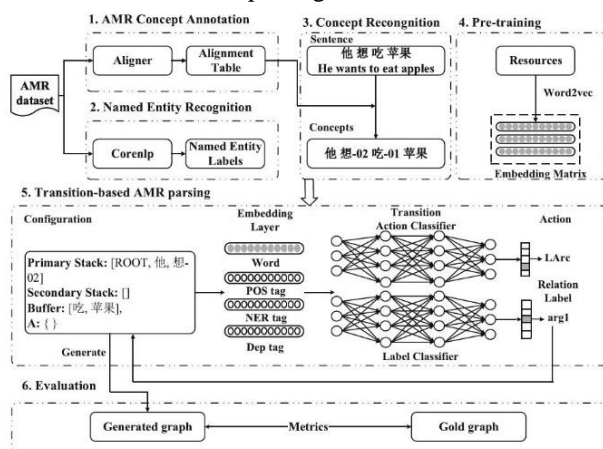 1. AMR Concept Annotation
Aligner
Alignment
Table
AMR
dataset
2. Named Entity Recognition
Corenlp
Named Entity
Labels
3. Concept Recongnition
Sentence
他 想 吃 苹果
He wants to eat apples
Concepts
他 想-02 吃-01 苹果
4. Pre-training
Resources
Word2vec
Embedding Matrix
5. Transition-based AMR parsing
Configuration
Primary Stack: [ROOT, 他, 想-
02]
Secondary Stack: []
Buffer: [吃, 苹果],
A: { }
Generate
Embedding
Layer
Word
POS tag
NER tag
Dep tag
Transition
Action Classifier
Label Classifier
Action
LArc
Relation
Label
arg1
6. Evaluation
Generated graph
Metrics
Gold graph